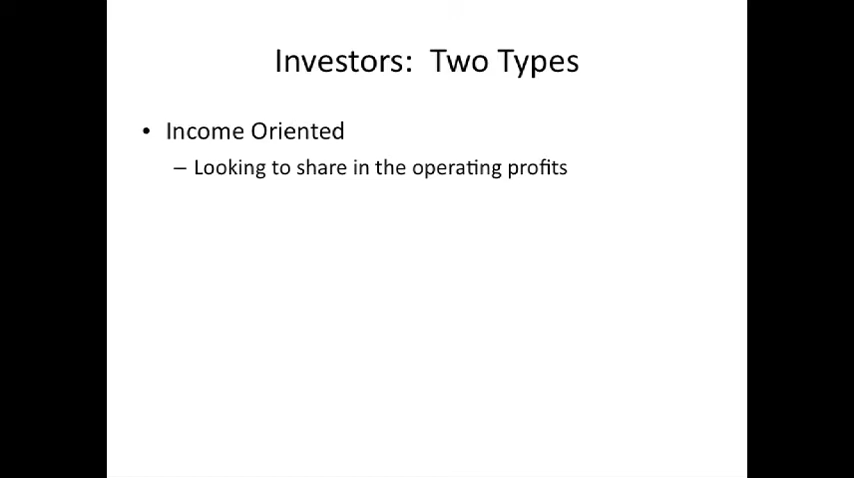 Investors:  Two Types
• Income Oriented
– Looking to share in the operating profits